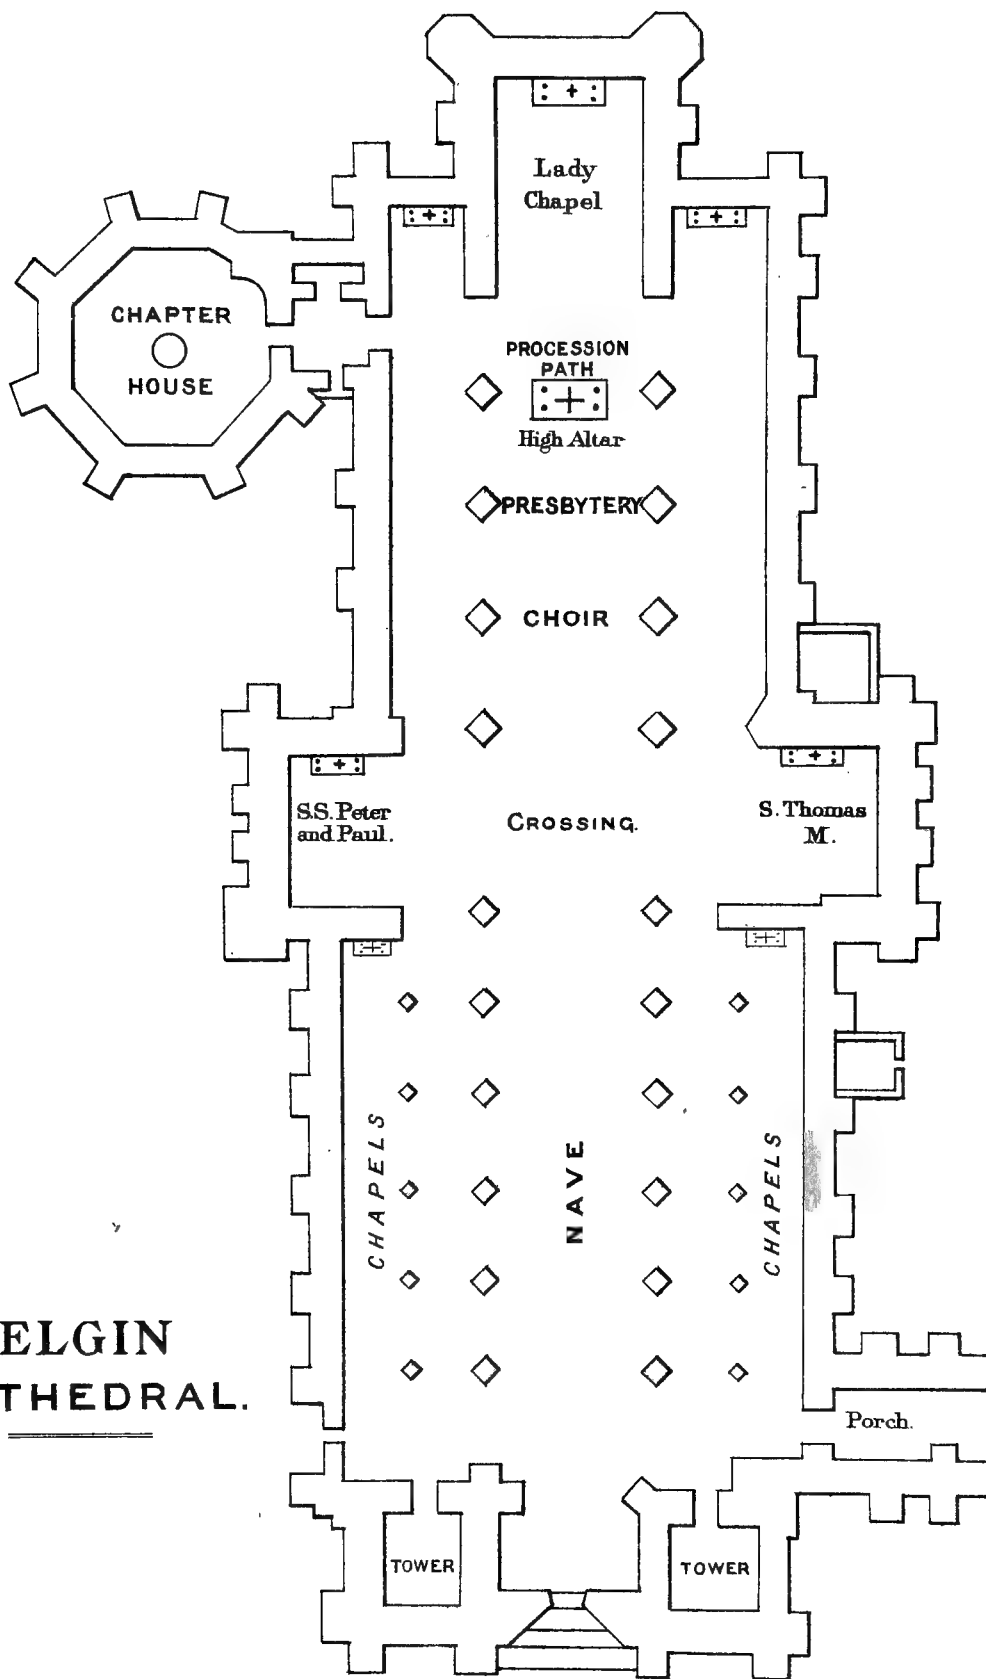 Lady
Chapel
CHAPTER
HOUSE
PROCESSION
PATH
High Altar
PRESBYTERY
CHOIR
S.S. Peter
and Paul.
CROSSING.
S. Thomas
M.
CHAPELS
NAVE
CHAPELS
ELGIN
THEDRAL.
Porch.
TOWER
TOWER